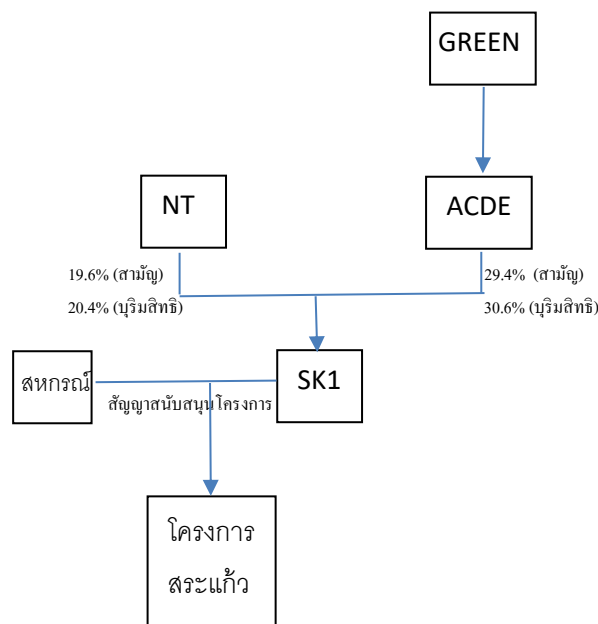 GREEN
NT
ACDE
19.6% (สามัญ)
29.4% (สามัญ)
20.4% (บุริมสิทธิ)
30.6% (บุริมสิทธิ)
สหกรณ์
สัญญาสนับสนุนโครงการ
SK1
โครงการ
สระแก้ว